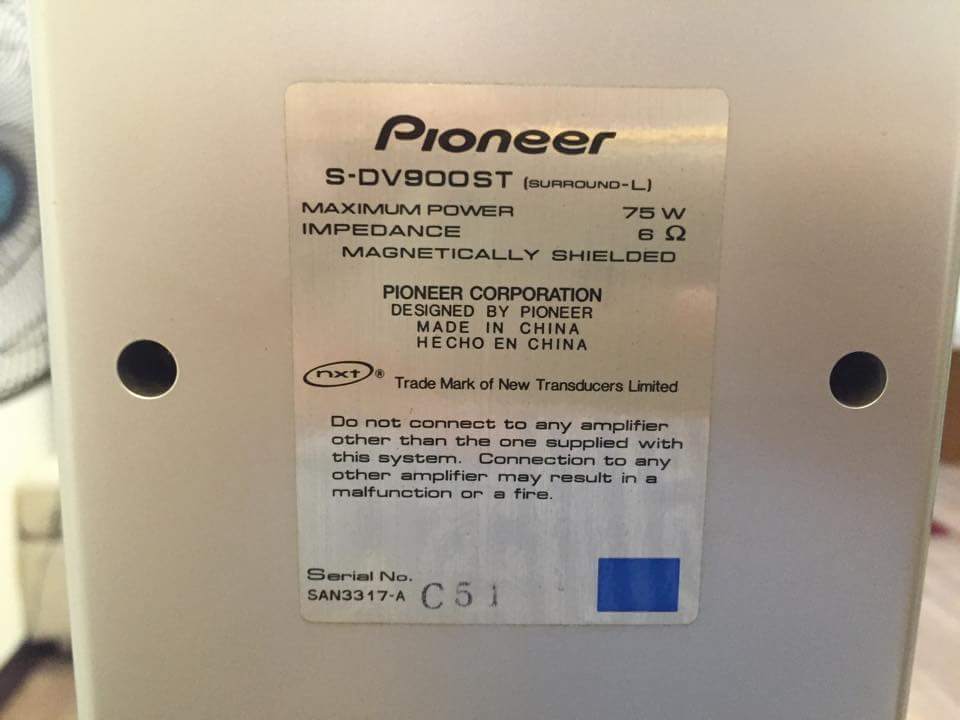 Pioneer
S-DV900ST (SURROUND-L)
MAXIMUM POWER 75 W
IMPEDANCE 6 Ω
MAGNETICALLY SHIELDED
PIONEER CORPORATION
DESIGNED BY PIONEER
MADE IN CHINA
HECHO EN CHINA
nxt® Trade Mark of New Transducers Limited
Do not connect to any amplifier
other than the one supplied with
this system. Connection to any
other amplifier may result in a
malfunction or a fire.
Serial No.
SAN3317-A C51